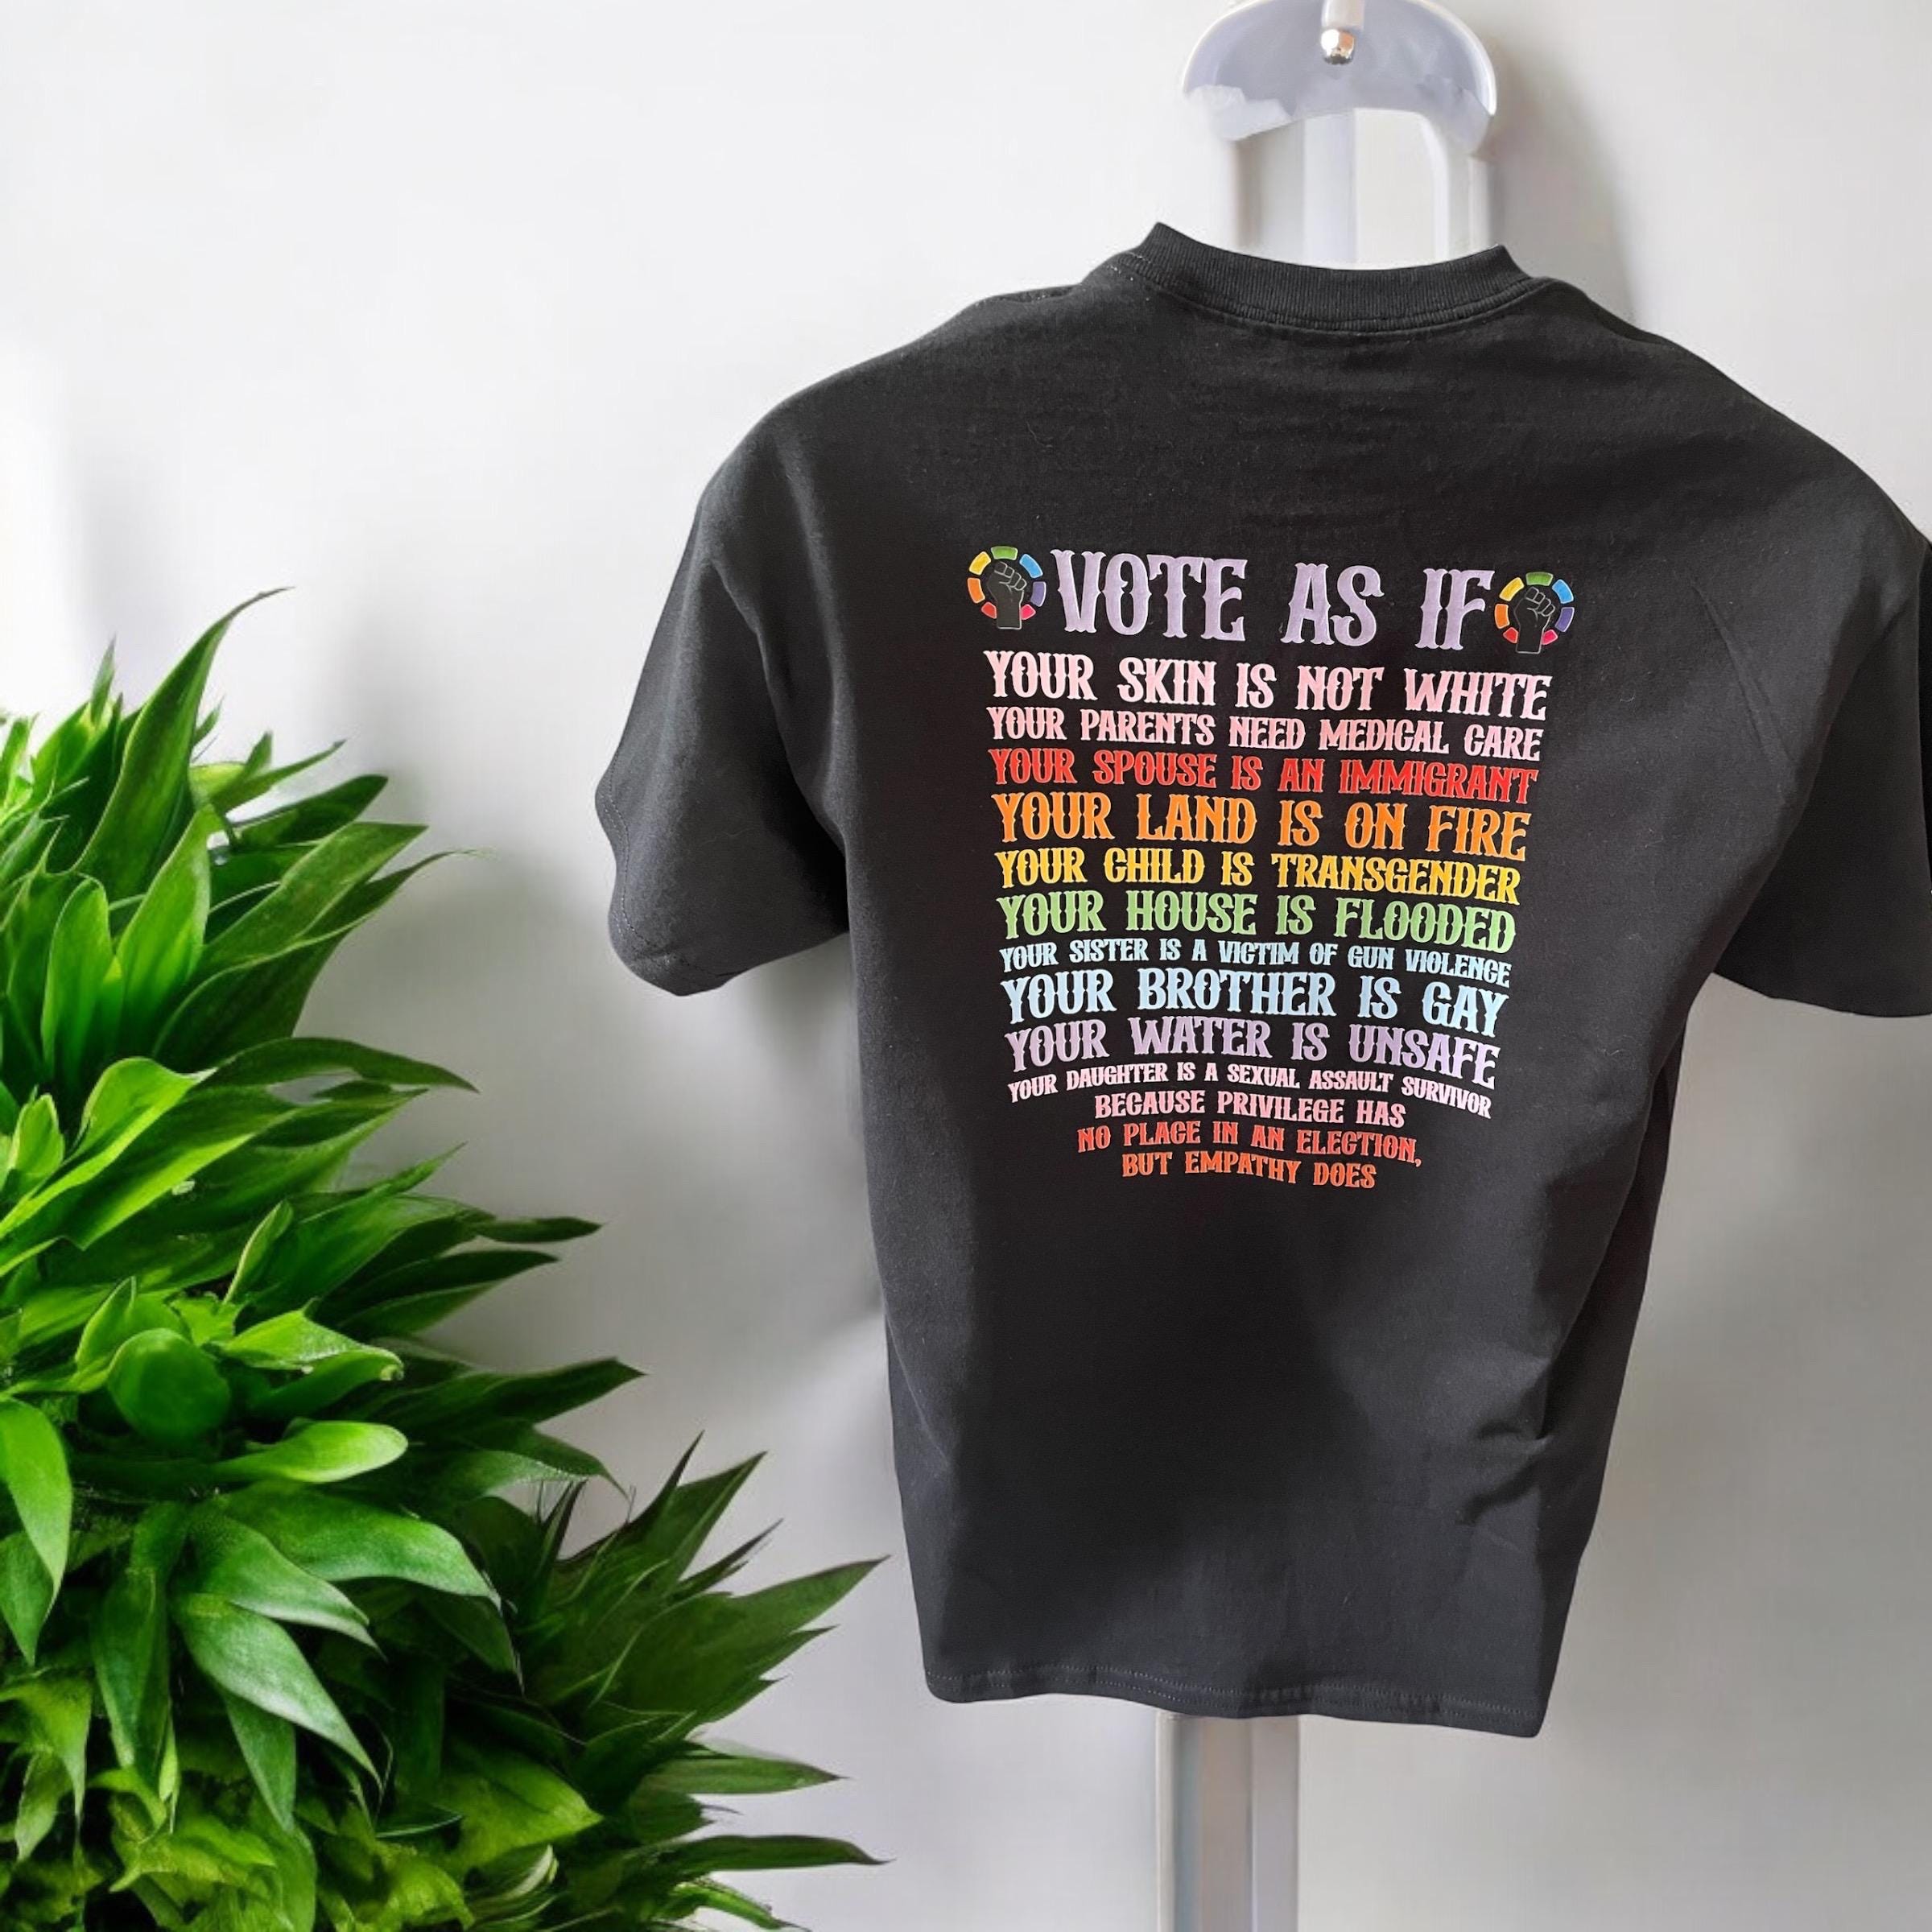 VOTE AS IF
YOUR SKIN IS NOT WHITE
YOUR PARENTS NEED MEDICAL CARE
YOUR SPOUSE IS AN IMMIGRANT
YOUR LAND IS ON FIRE
YOUR CHILD IS TRANSGENDER
YOUR HOUSE IS FLOODED
YOUR SISTER IS A VICTIM OF GUN VIOLENCE
YOUR BROTHER IS GAY
YOUR WATER IS UNSAFE
YOUR DAUGHTER IS A SEXUAL ASSAULT SURVIVOR
BECAUSE PRIVILEGE HAS
NO PLACE IN AN ELECTION,
BUT EMPATHY DOES